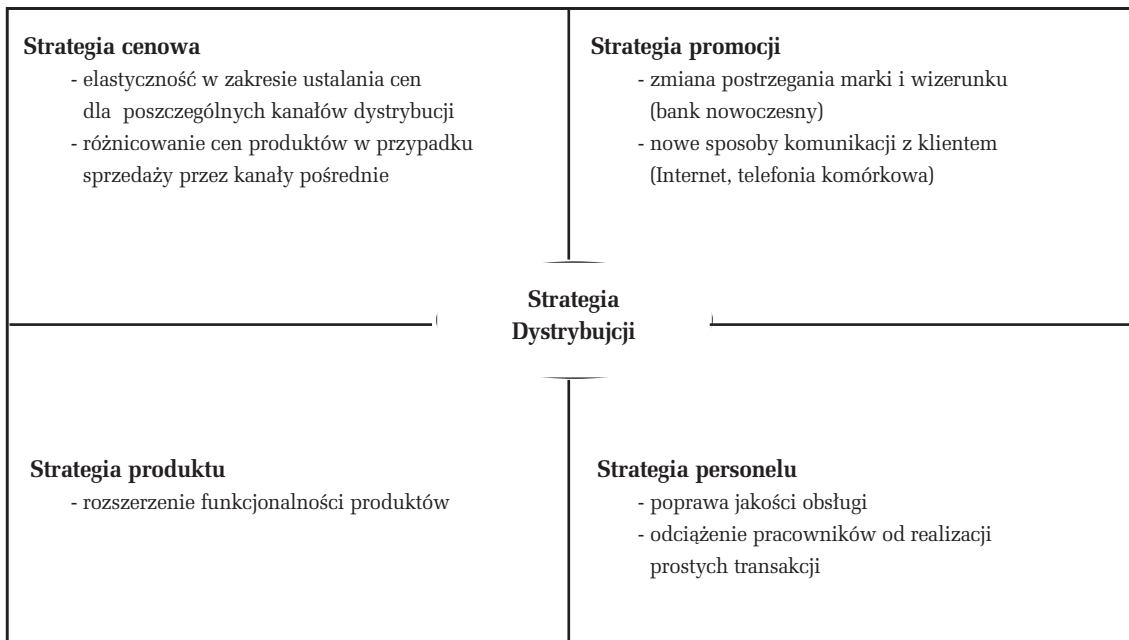 Strategia cenowa
- elastyczność w zakresie ustalania cen
dla poszczególnych kanałów dystrybucji
- różnicowanie cen produktów w przypadku
sprzedaży przez kanały pośrednie
Strategia promocji
- zmiana postrzegania marki i wizerunku
(bank nowoczesny)
- nowe sposoby komunikacji z klientem
(Internet, telefonia komórkowa)
Strategia
Dystrybujcji
Strategia produktu
- rozszerzenie funkcjonalności produktów
Strategia personelu
- poprawa jakości obsługi
- odciążenie pracowników od realizacji
prostych transakcji